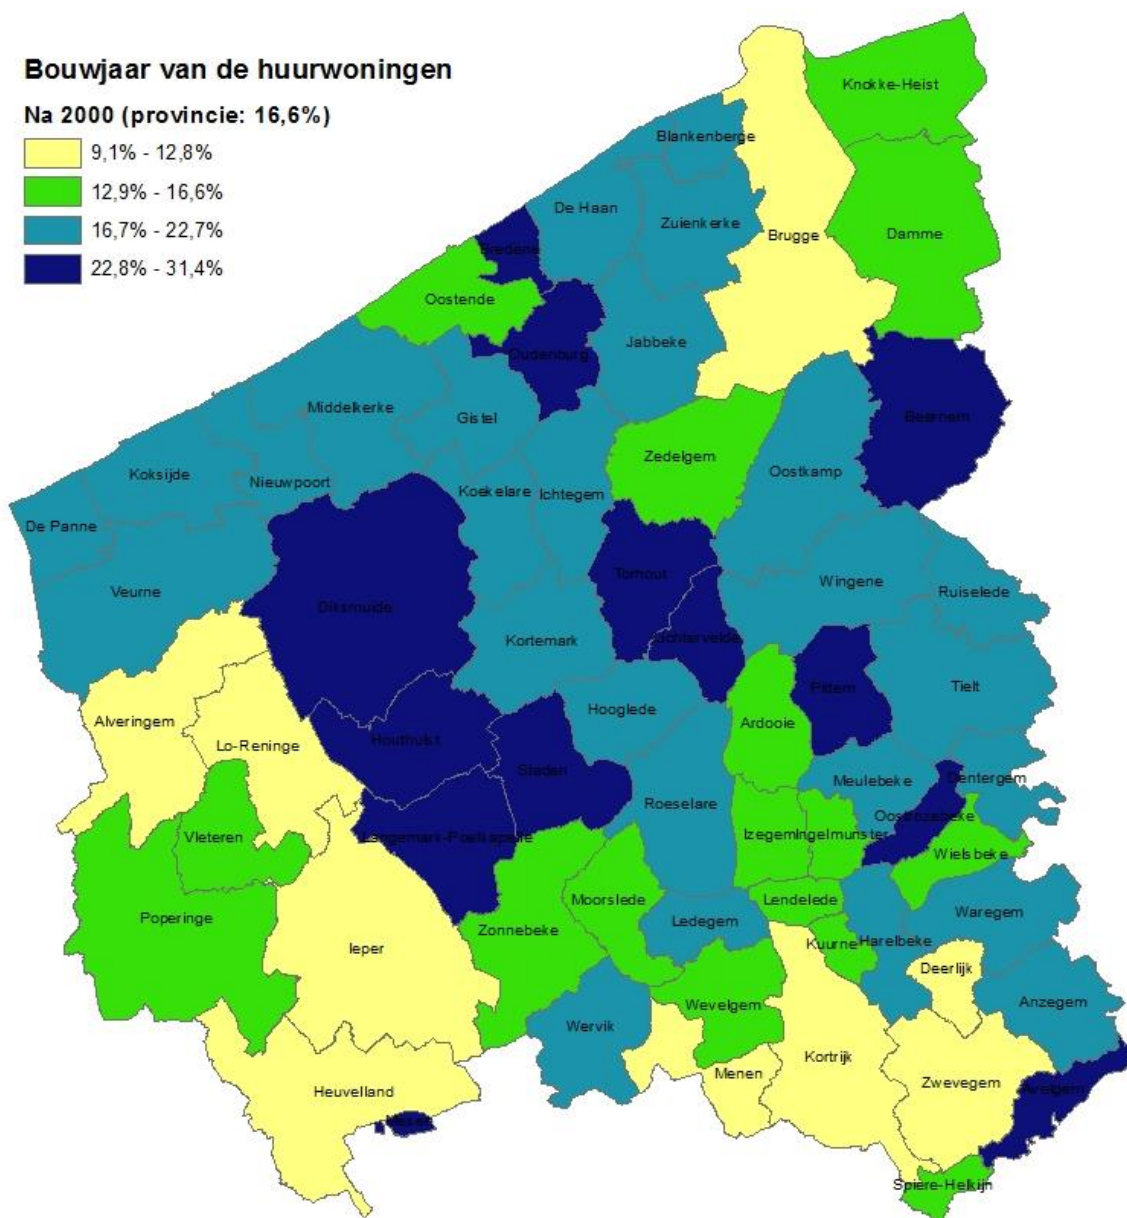 Bouwjaar van de huurwoningen
Na 2000 (provincie: 16,6%)
9,1% - 12,8%
12,9% - 16,6%
16,7% - 22,7%
22,8% - 31,4%
Knokke-Heist
Blankenberge
De Haan
Zuienkerke
Brugge
Damme
Bredene
Oostende
Oudenburg
Jabbeke
Middelkerke
Gistel
Beernem
Zedelgem
Oostkamp
Koksijde
Nieuwpoort
Koekelare
Ichtegem
De Panne
Veurne
Torhout
Wingene
Ruiselede
Diksmuide
Kortemark
Lichtervelde
Pittem
Tielt
Alveringem
Lo-Reninge
Houthulst
Hooglede
Ardooie
Staden
Meulebeke
Dentergem
Roeselare
Oostrozebeke
Vleteren
Langemark-Poelkapelle
Izegem
Ingelmunster
Wielsbeke
Poperinge
Moorslede
Lendelede
Waregem
Ieper
Zonnebeke
Ledegem
Kuurne
Harelbeke
Deerlijk
Wervik
Wevelgem
Anzegem
Kortrijk
Heuvelland
Menen
Zwevegem
Avelgem
Mesen
Spiere-Helkijn